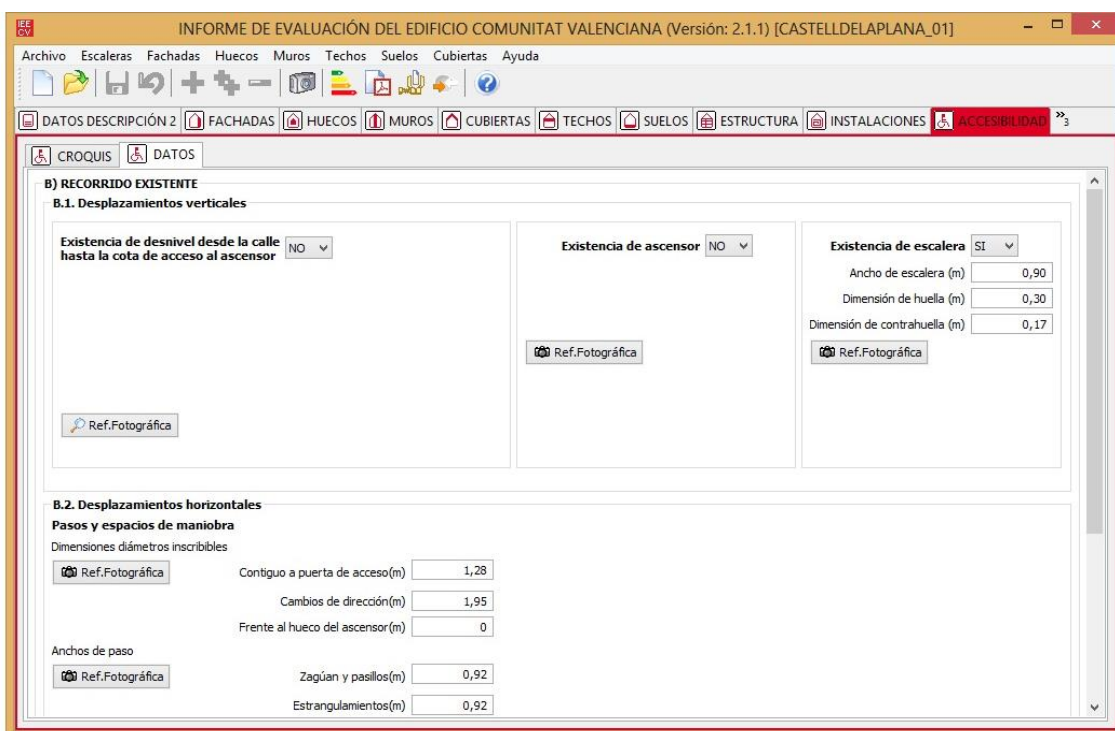 IEE
CV
INFORME DE EVALUACIÓN DEL EDIFICIO COMUNITAT VALENCIANA (Versión: 2.1.1) [CASTELLDELAPLANA_01]
Archivo Escaleras Fachadas Huecos Muros Techos Suelos Cubiertas Ayuda
DATOS DESCRIPCIÓN 2 FACHADAS HUECOS MUROS CUBIERTAS TECHOS SUELOS ESTRUCTURA INSTALACIONES ACCESIBILIDAD »3
CROQUIS DATOS
B) RECORRIDO EXISTENTE
B.1. Desplazamientos verticales
Existencia de desnivel desde la calle
hasta la cota de acceso al ascensor NO
Ref.Fotográfica
Existencia de ascensor NO
Ref.Fotográfica
Existencia de escalera SI
Ancho de escalera (m) 0,90
Dimensión de huella (m) 0,30
Dimensión de contrahuella (m) 0,17
Ref.Fotográfica
B.2. Desplazamientos horizontales
Pasos y espacios de maniobra
Dimensiones diámetros inscribibles
Ref.Fotográfica Contiguo a puerta de acceso(m) 1,28
Cambios de dirección(m) 1,95
Frente al hueco del ascensor(m) 0
Anchos de paso
Ref.Fotográfica Zagúan y pasillos(m) 0,92
Estrangulamientos(m) 0,92